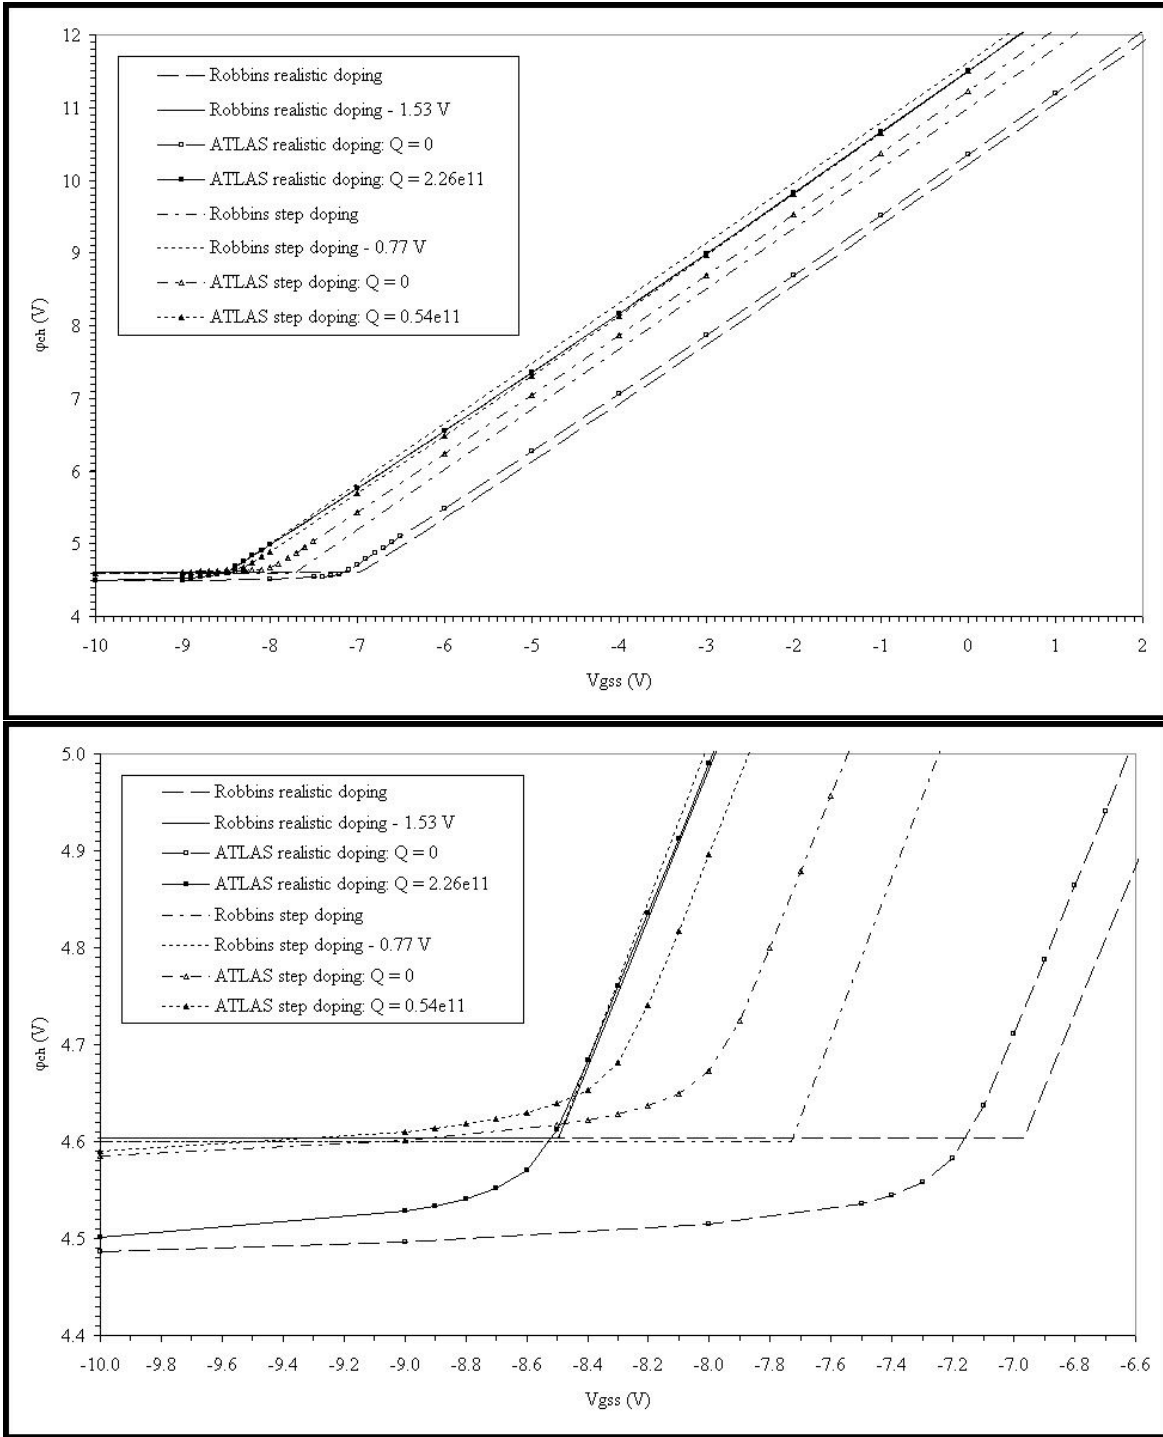 12
11
10
9
8
7
6
5
4
φch (V)
Robbins realistic doping
Robbins realistic doping - 1.53 V
ATLAS realistic doping: Q = 0
ATLAS realistic doping: Q = 2.26e11
Robbins step doping
Robbins step doping - 0.77 V
ATLAS step doping: Q = 0
ATLAS step doping: Q = 0.54e11
-10 -9 -8 -7 -6 -5 -4 -3 -2 -1 0 1 2
Vgss (V)
5.0
4.9
4.8
4.7
4.6
4.5
4.4
φch (V)
Robbins realistic doping
Robbins realistic doping - 1.53 V
ATLAS realistic doping: Q = 0
ATLAS realistic doping: Q = 2.26e11
Robbins step doping
Robbins step doping - 0.77 V
ATLAS step doping: Q = 0
ATLAS step doping: Q = 0.54e11
-10.0 -9.8 -9.6 -9.4 -9.2 -9.0 -8.8 -8.6 -8.4 -8.2 -8.0 -7.8 -7.6 -7.4 -7.2 -7.0 -6.8 -6.6
Vgss (V)